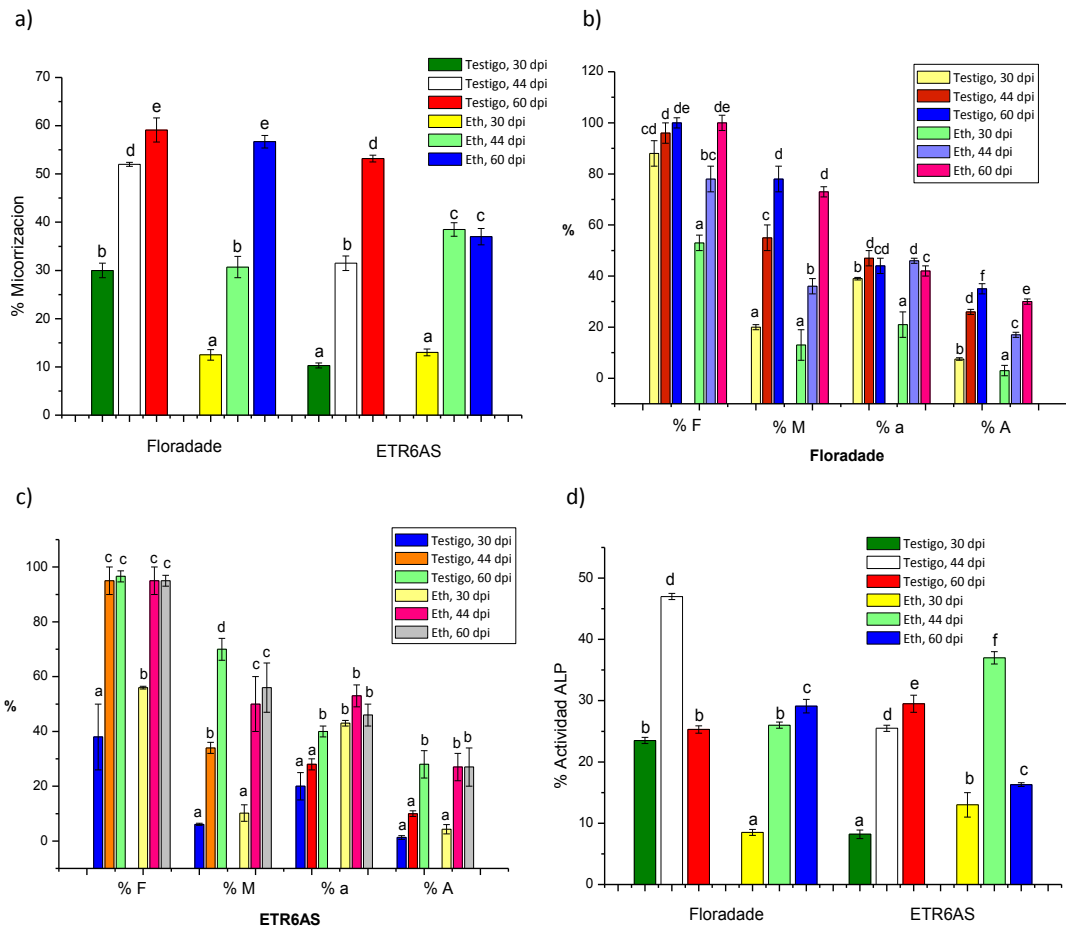 a)
% Micorrizacion
70
60
50
40
30
20
10
0
Testigo, 30 dpi
Testigo, 44 dpi
Testigo, 60 dpi
Eth, 30 dpi
Eth, 44 dpi
Eth, 60 dpi
b d e a b e a b d a c c
Floradade ETR6AS
b)
%
100
80
60
40
20
0
Testigo, 30 dpi
Testigo, 44 dpi
Testigo, 60 dpi
Eth, 30 dpi
Eth, 44 dpi
Eth, 60 dpi
cd d de a bc de a c d a b d b d cd a d c b d f a c e
% F % M % a % A
Floradade
c)
%
100
80
60
40
20
0
Testigo, 30 dpi
Testigo, 44 dpi
Testigo, 60 dpi
Eth, 30 dpi
Eth, 44 dpi
Eth, 60 dpi
a c c b c c a b d a c c a a b b b b a a b a b b
% F % M % a % A
ETR6AS
d)
% Actividad ALP
50
40
30
20
10
0
Testigo, 30 dpi
Testigo, 44 dpi
Testigo, 60 dpi
Eth, 30 dpi
Eth, 44 dpi
Eth, 60 dpi
b d b a b c a d e b f c
Floradade ETR6AS